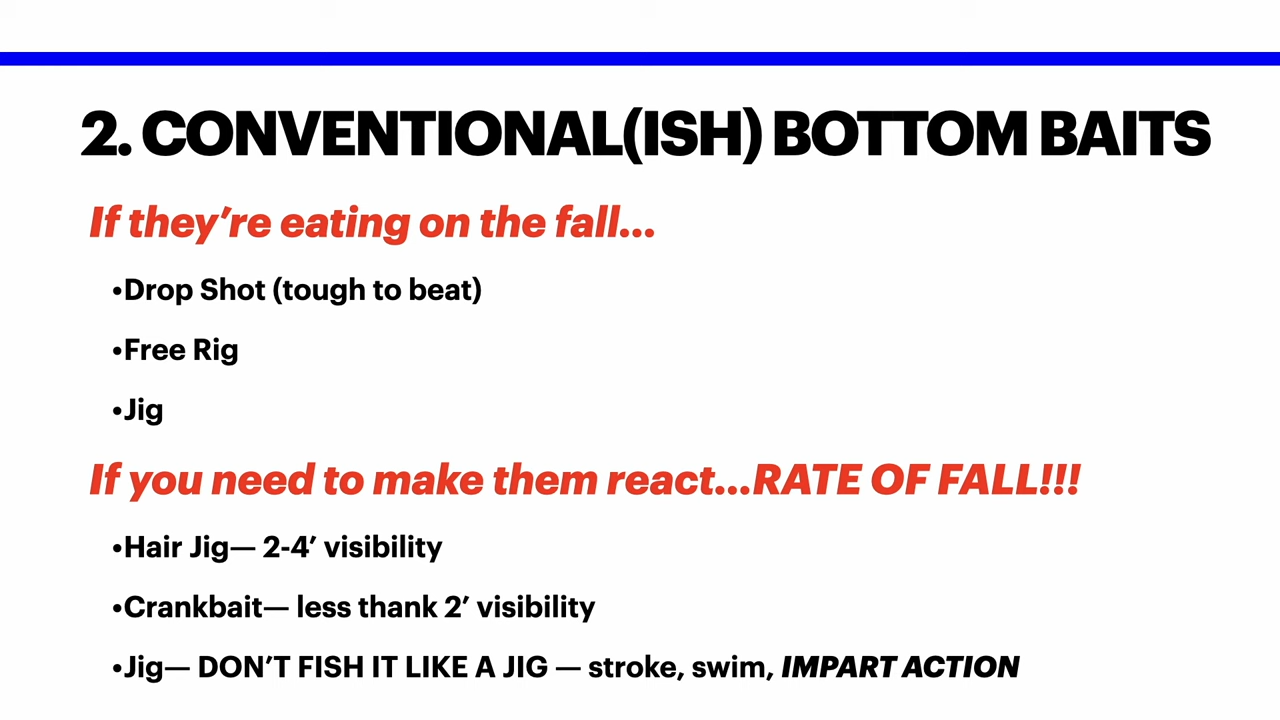 2. CONVENTIONAL(ISH) BOTTOM BAITS
If they’re eating on the fall...
•Drop Shot (tough to beat)
•Free Rig
•Jig
If you need to make them react...RATE OF FALL!!!
•Hair Jig— 2-4’ visibility
•Crankbait— less thank 2’ visibility
•Jig— DON’T FISH IT LIKE A JIG — stroke, swim, IMPART ACTION